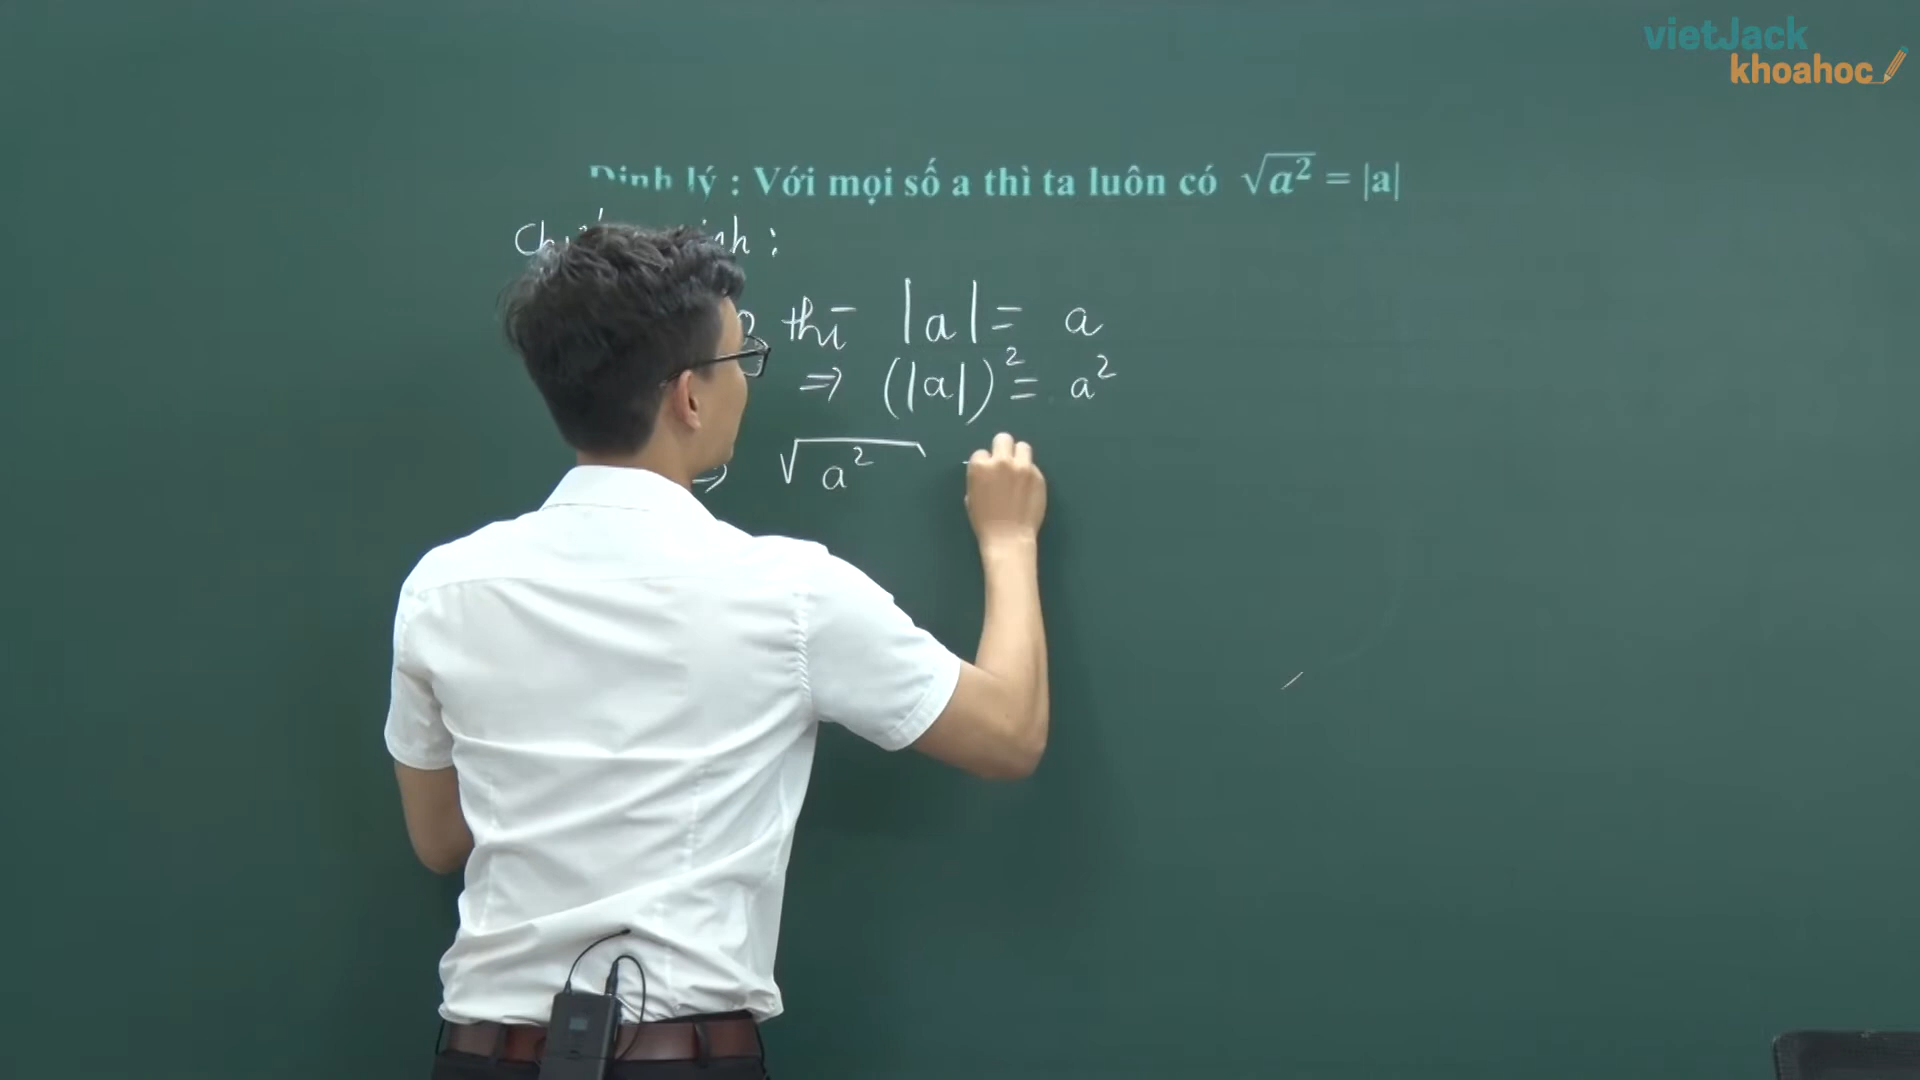 vietJack
khoahoc
Định lý : Với mọi số a thì ta luôn có √a² = |a|
:
thì |a| = a
⇒ (|a|)² = a²
⇒ √a²